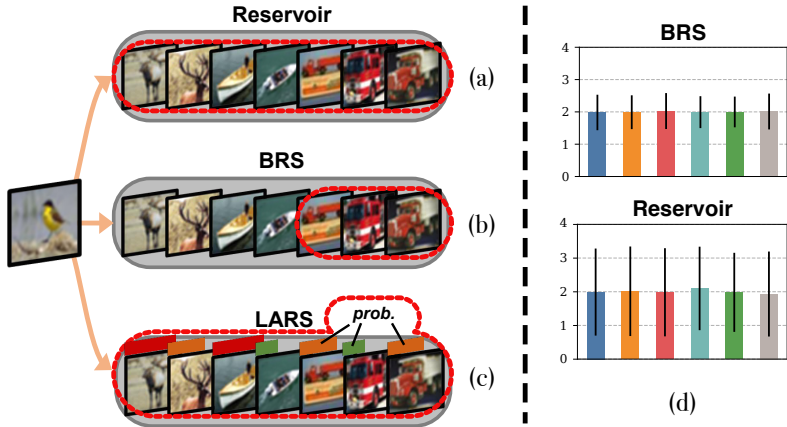 Reservoir
(a)
BRS
(b)
LARS
prob.
(c)
BRS
4
3
2
1
0
Reservoir
4
3
2
1
0
(d)